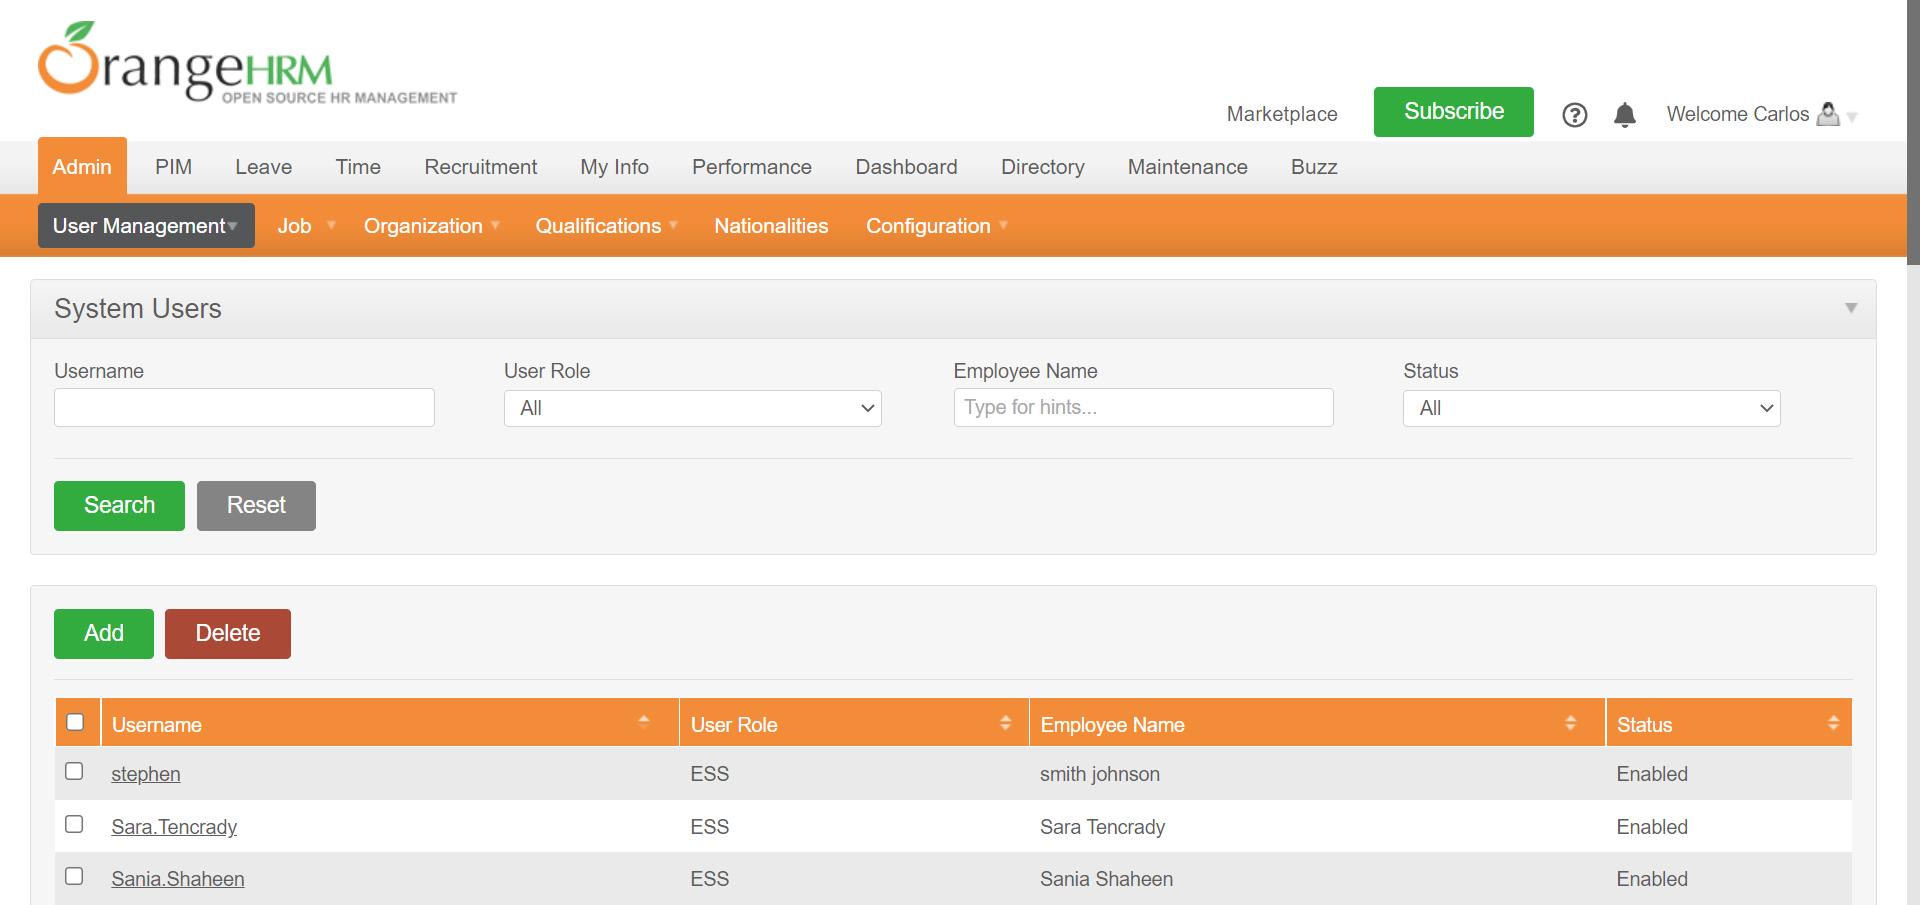 OrangeHRM
OPEN SOURCE HR MANAGEMENT
Marketplace Subscribe ? Welcome Carlos
Admin PIM Leave Time Recruitment My Info Performance Dashboard Directory Maintenance Buzz
User Management Job Organization Qualifications Nationalities Configuration
System Users
Username User Role Employee Name Status
All Type for hints... All
Search Reset
Add Delete
Username User Role Employee Name Status
stephen ESS smith johnson Enabled
Sara.Tencrady ESS Sara Tencrady Enabled
Sania.Shaheen ESS Sania Shaheen Enabled